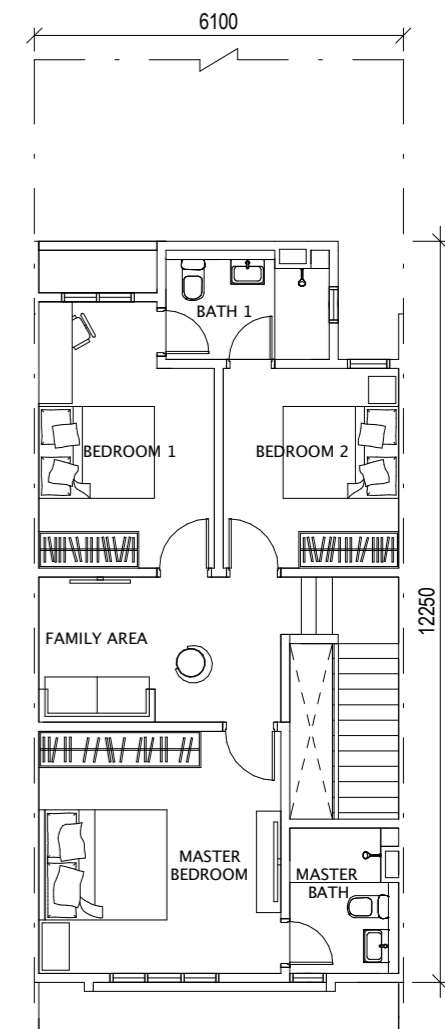 6100
BATH 1
BEDROOM 1
BEDROOM 2
12250
FAMILY AREA
MASTER
BEDROOM
MASTER
BATH